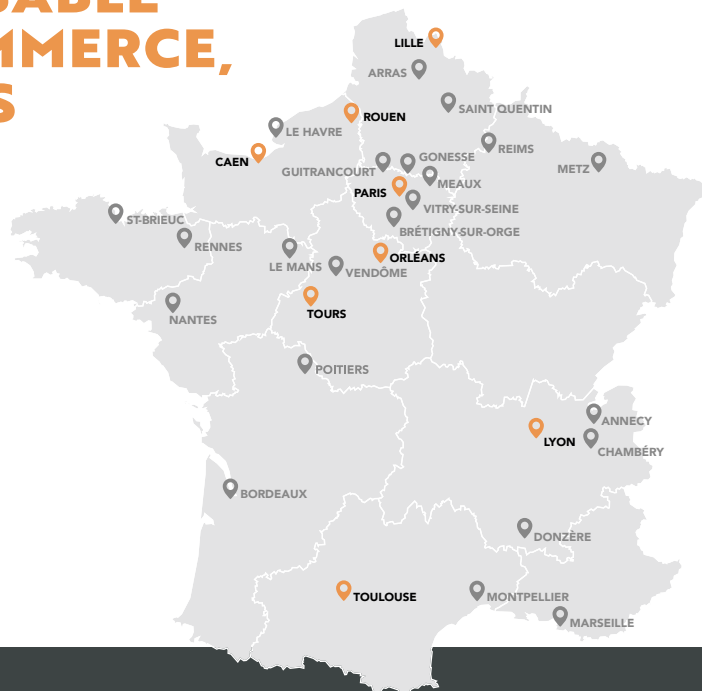 MMERCE,
LILLE
ARRAS
SAINT QUENTIN
ROUEN
LE HAVRE
REIMS
CAEN
GONESSE
METZ
GUITRANCOURT
MEAUX
PARIS
VITRY-SUR-SEINE
ST-BRIEUC
BRÉTIGNY-SUR-ORGE
RENNES
ORLÉANS
LE MANS
VENDÔME
TOURS
NANTES
POITIERS
ANNECY
LYON
CHAMBÉRY
BORDEAUX
DONZÈRE
TOULOUSE
MONTPELLIER
MARSEILLE